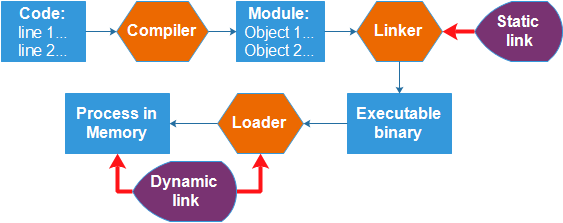 Code:
line 1...
line 2...
Compiler
Module:
Object 1...
Object 2...
Linker
Static
link
Process in
Memory
Loader
Executable
binary
Dynamic
link